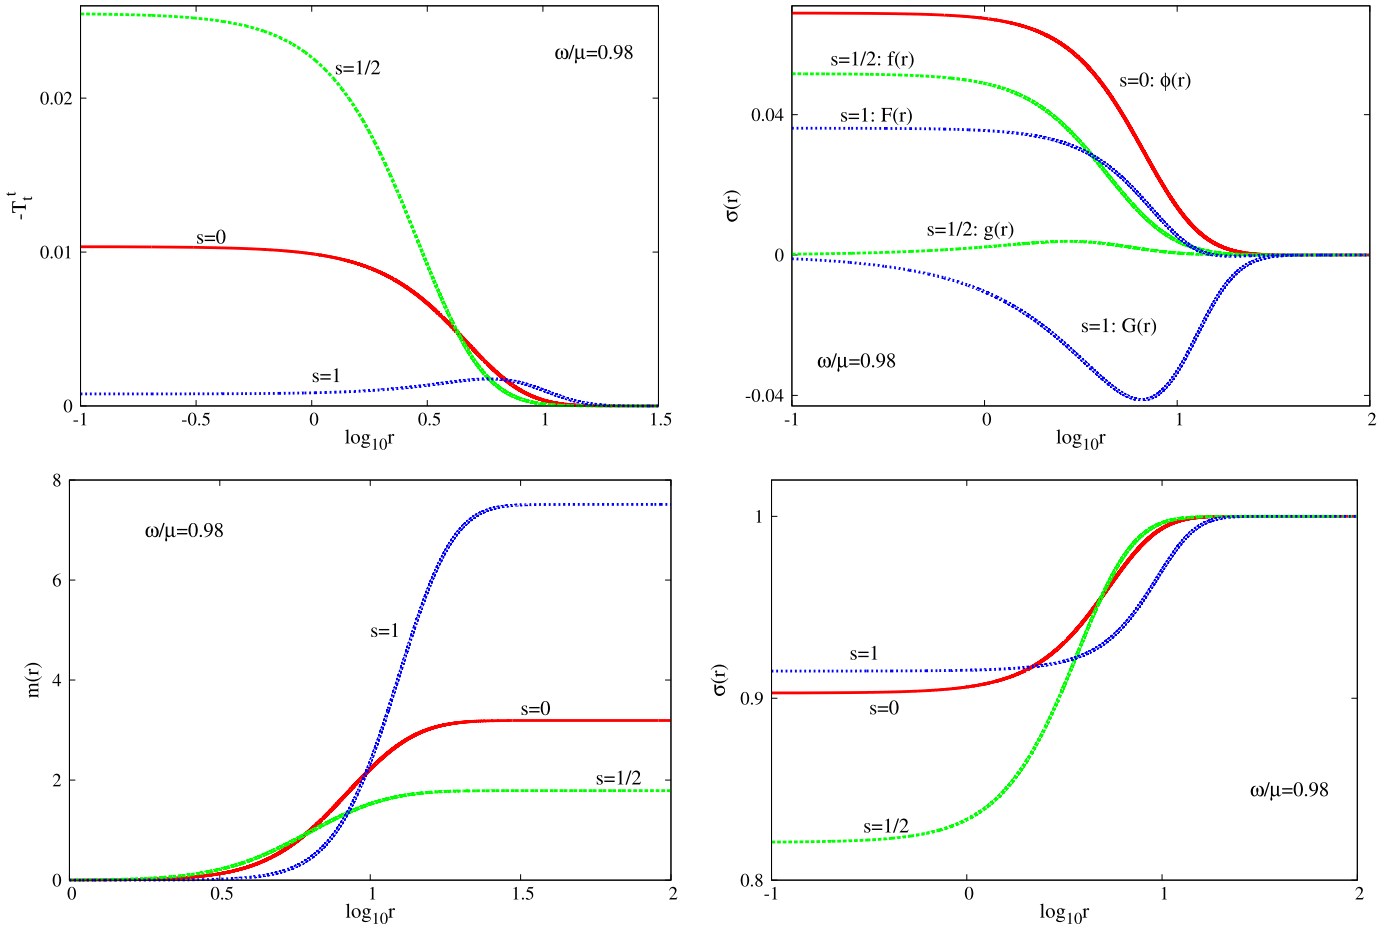 ω/μ=0.98
s=1/2
0.02
-T_t^t
s=0
0.01
s=1
0
-1 -0.5 0 0.5 1 1.5
log₁₀r
s=1/2: f(r)
s=0: ϕ(r)
0.04
s=1: F(r)
σ(r)
s=1/2: g(r)
0
s=1: G(r)
ω/μ=0.98
-0.04
-1 0 1 2
log₁₀r
8
ω/μ=0.98
6
s=1
m(r)
4
s=0
2
s=1/2
0
0 0.5 1 1.5 2
log₁₀r
1
s=1
σ(r)
0.9
s=0
ω/μ=0.98
s=1/2
0.8
-1 0 1 2
log₁₀r